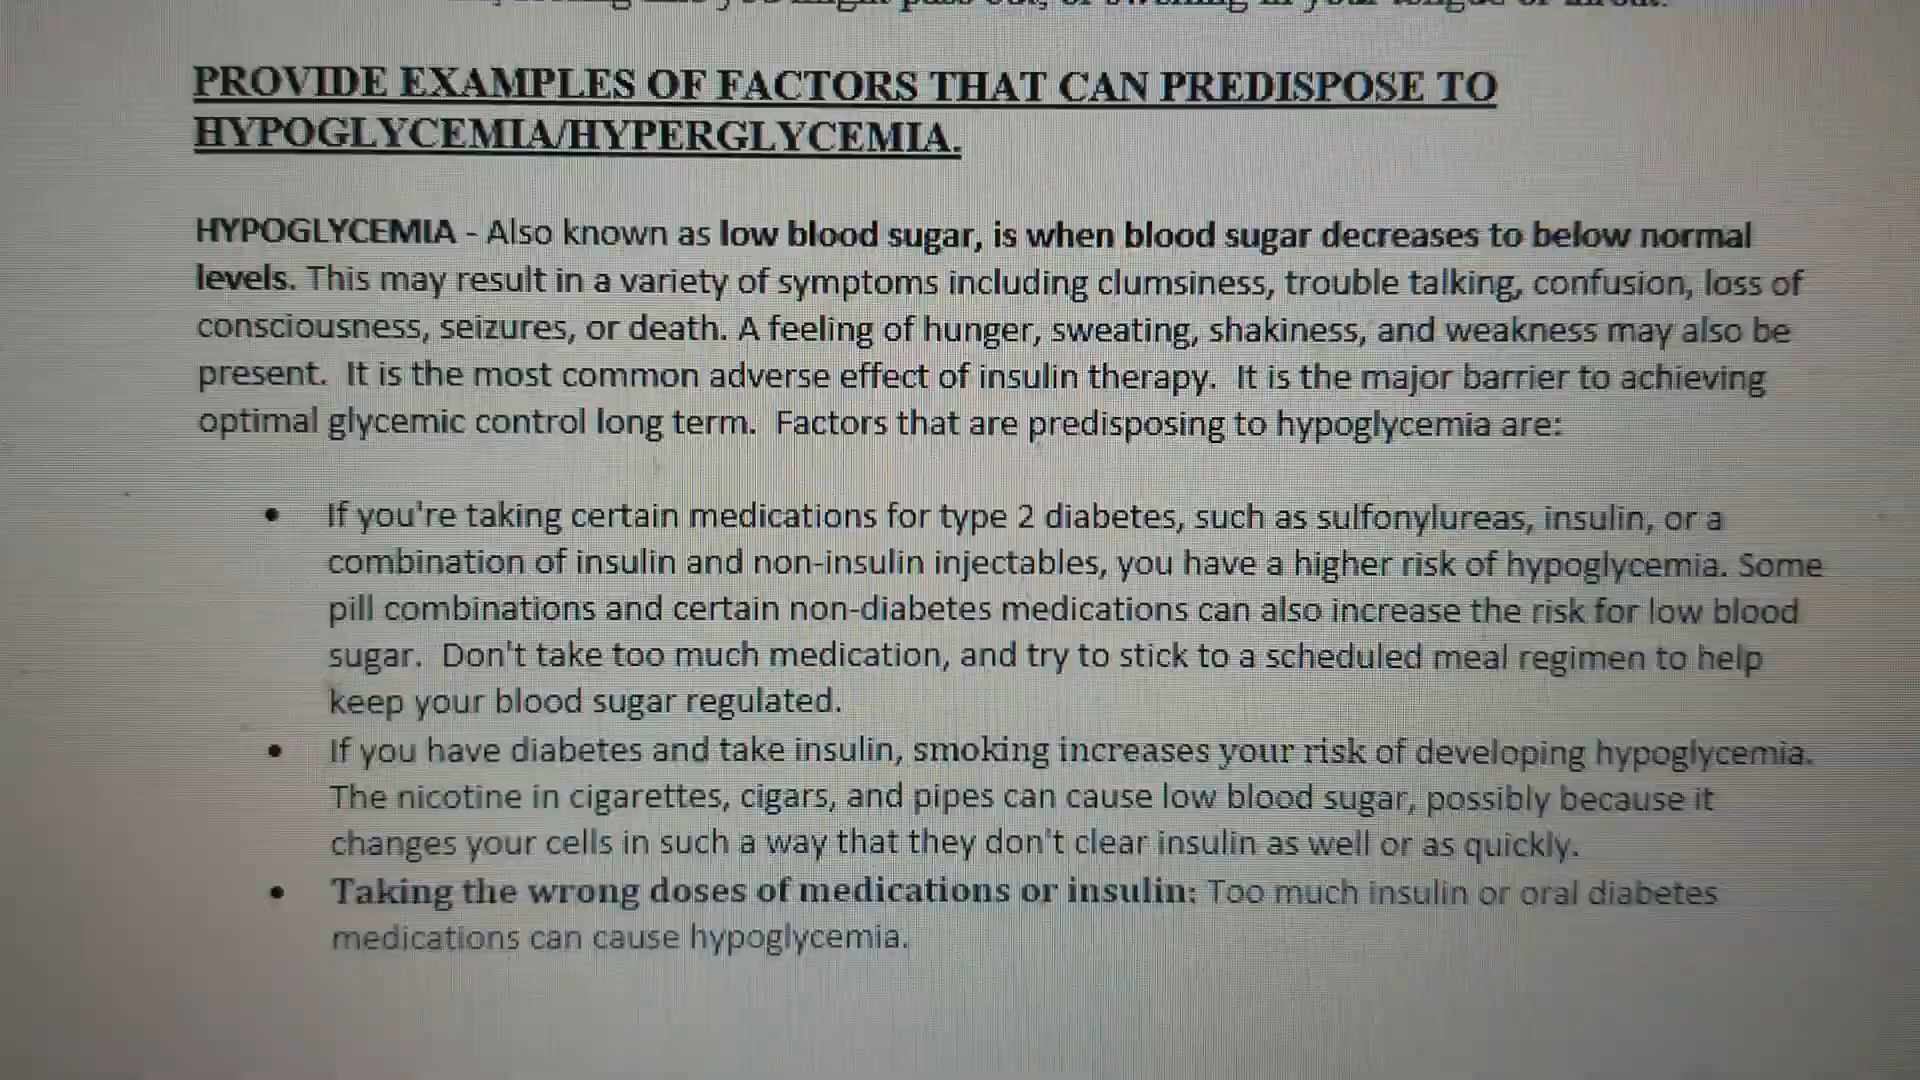 PROVIDE EXAMPLES OF FACTORS THAT CAN PREDISPOSE TO
HYPOGLYCEMIA/HYPERGLYCEMIA.
HYPOGLYCEMIA - Also known as low blood sugar, is when blood sugar decreases to below normal
levels. This may result in a variety of symptoms including clumsiness, trouble talking, confusion, loss of
consciousness, seizures, or death. A feeling of hunger, sweating, shakiness, and weakness may also be
present.  It is the most common adverse effect of insulin therapy.  It is the major barrier to achieving
optimal glycemic control long term.  Factors that are predisposing to hypoglycemia are:
• If you're taking certain medications for type 2 diabetes, such as sulfonylureas, insulin, or a
combination of insulin and non-insulin injectables, you have a higher risk of hypoglycemia. Some
pill combinations and certain non-diabetes medications can also increase the risk for low blood
sugar.  Don't take too much medication, and try to stick to a scheduled meal regimen to help
keep your blood sugar regulated.
• If you have diabetes and take insulin, smoking increases your risk of developing hypoglycemia.
The nicotine in cigarettes, cigars, and pipes can cause low blood sugar, possibly because it
changes your cells in such a way that they don't clear insulin as well or as quickly.
• Taking the wrong doses of medications or insulin: Too much insulin or oral diabetes
medications can cause hypoglycemia.